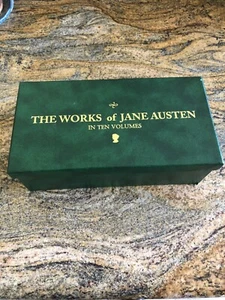 THE WORKS of JANE AUSTEN
IN TEN VOLUMES